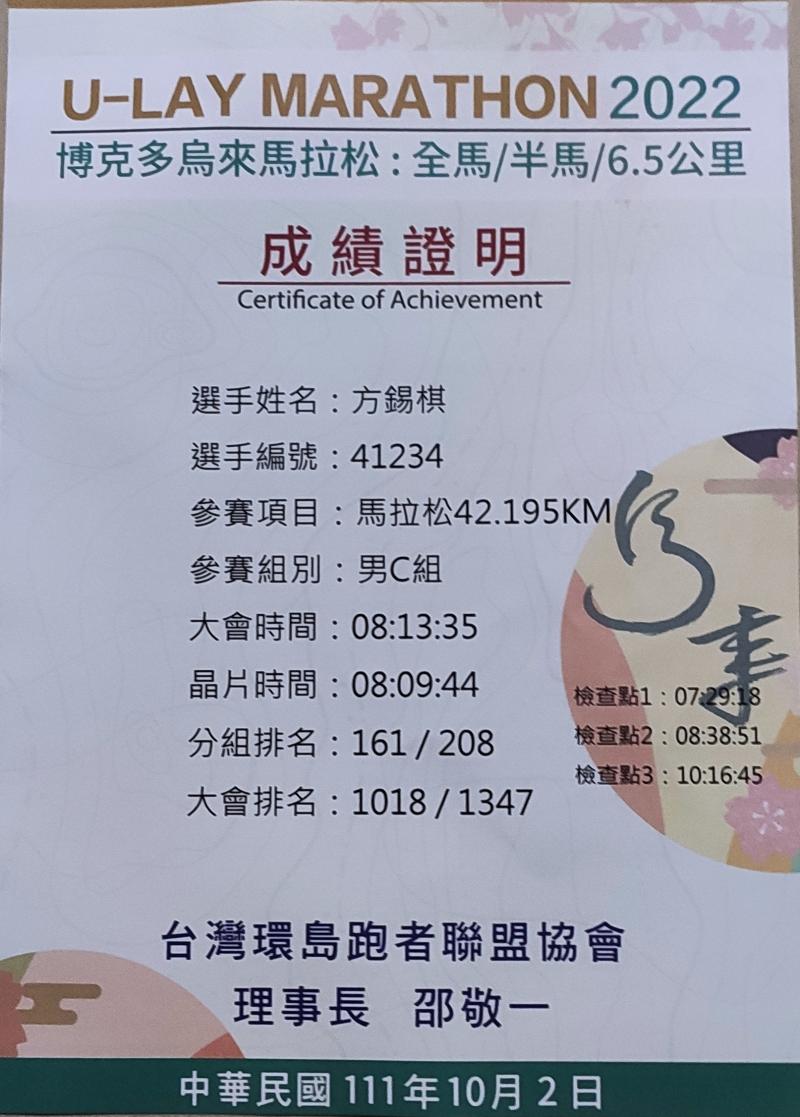 U-LAY MARATHON 2022
博克多烏來馬拉松:全馬/半馬/6.5公里
成績證明
Certificate of Achievement
選手姓名:方錫棋
選手編號:41234
參賽項目:馬拉松42.195KM
參賽組別:男C組
大會時間:08:13:35
晶片時間:08:09:44
分組排名:161 / 208
大會排名:1018 / 1347
檢查點1:07:29:18
檢查點2:08:38:51
檢查點3:10:16:45
台灣環島跑者聯盟協會
理事長 邵敬一
中華民國 111年10月2日